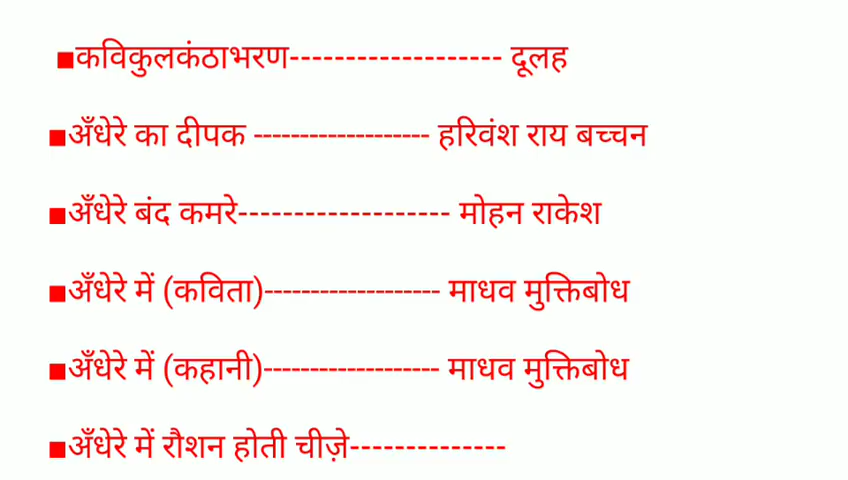 ■कविकुलकंठाभरण------------------- दूलह
■अँधेरे का दीपक ------------------- हरिवंश राय बच्चन
■अँधेरे बंद कमरे------------------- मोहन राकेश
■अँधेरे में (कविता)------------------- माधव मुक्तिबोध
■अँधेरे में (कहानी)------------------- माधव मुक्तिबोध
■अँधेरे में रौशन होती चीज़े--------------